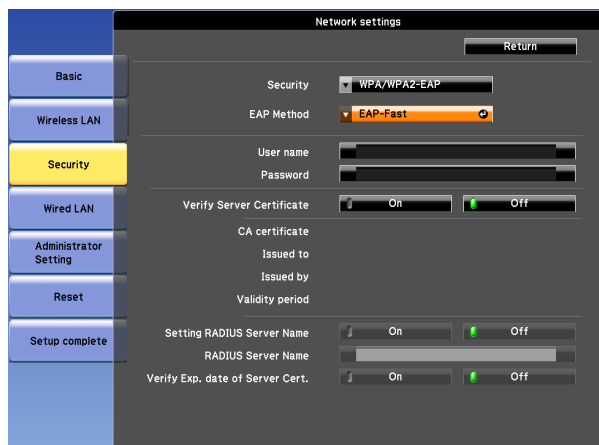 Network settings
Return
Basic
Wireless LAN
Security
Wired LAN
Administrator
Setting
Reset
Setup complete
Security WPA/WPA2-EAP
EAP Method EAP-Fast
User name
Password
Verify Server Certificate On Off
CA certificate
Issued to
Issued by
Validity period
Setting RADIUS Server Name On Off
RADIUS Server Name
Verify Exp. date of Server Cert. On Off